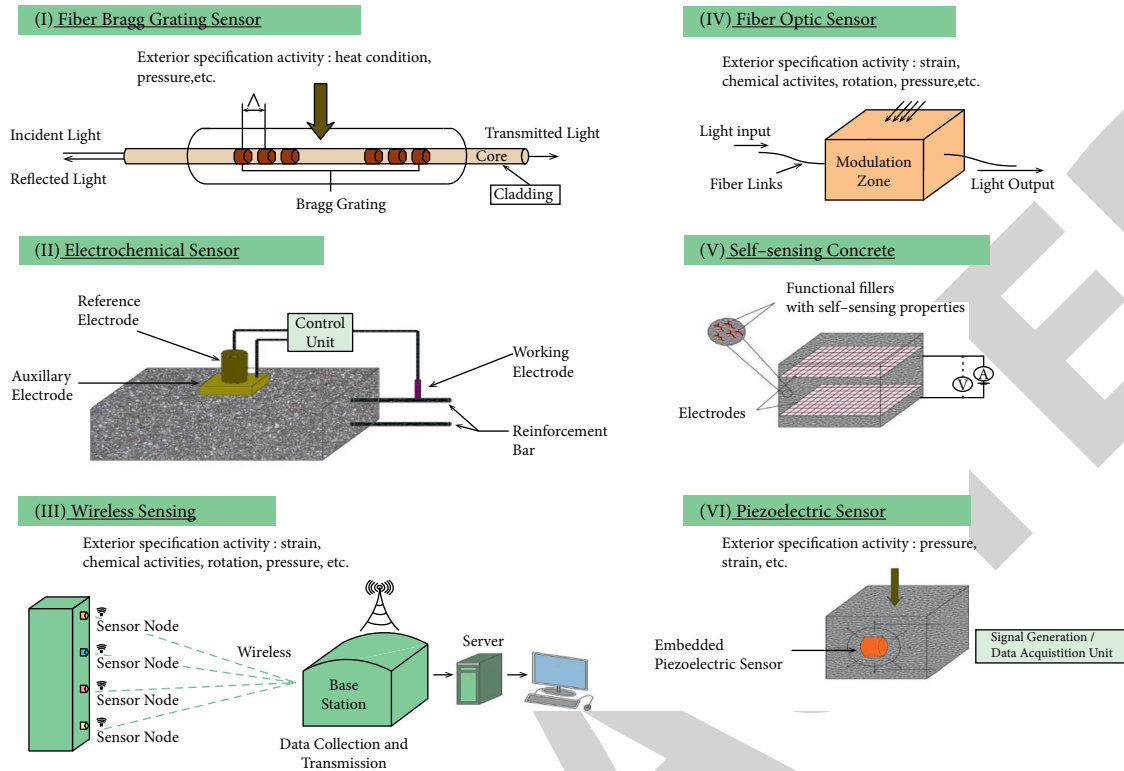 (I) Fiber Bragg Grating Sensor
Exterior specification activity : heat condition,
pressure,etc.
Λ
Incident Light
Reflected Light
Transmitted Light
Core
Cladding
Bragg Grating
(II) Electrochemical Sensor
Reference
Electrode
Control
Unit
Working
Electrode
Auxillary
Electrode
Reinforcement
Bar
(III) Wireless Sensing
Exterior specification activity : strain,
chemical activities, rotation, pressure, etc.
Sensor Node
Sensor Node
Sensor Node
Sensor Node
Wireless
Base
Station
Server
Data Collection and
Transmission
(IV) Fiber Optic Sensor
Exterior specification activity : strain,
chemical activites, rotation, pressure,etc.
Light input
Fiber Links
Modulation
Zone
Light Output
(V) Self–sensing Concrete
Functional fillers
with self–sensing properties
Electrodes
V
A
(VI) Piezoelectric Sensor
Exterior specification activity : pressure,
strain, etc.
Embedded
Piezoelectric Sensor
Signal Generation /
Data Acquistition Unit